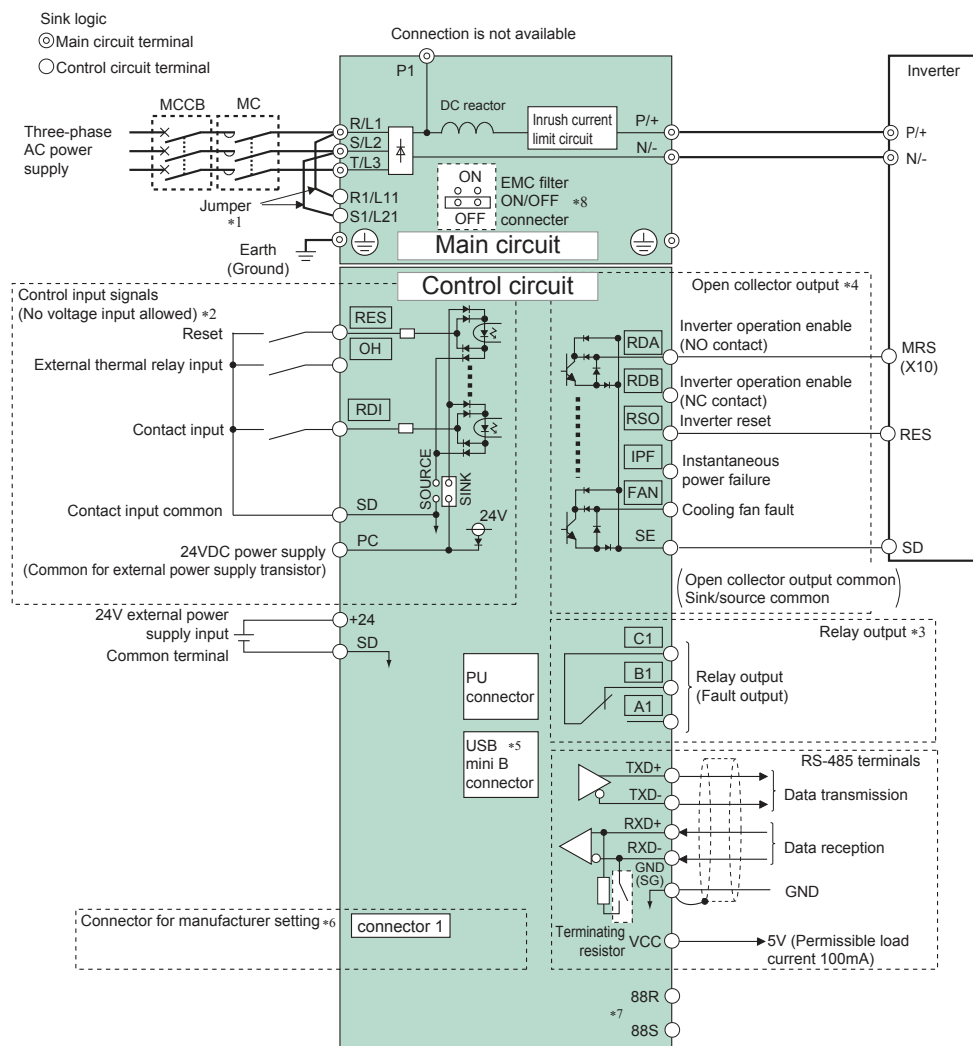 Sink logic
Main circuit terminal
Control circuit terminal
Connection is not available
P1
Inverter
MCCB
MC
DC reactor
Inrush current
limit circuit
Three-phase
AC power
supply
R/L1
S/L2
T/L3
R1/L11
S1/L21
P/+
N/-
P/+
N/-
Jumper
*1
ON
OFF
EMC filter
ON/OFF *8
connecter
Earth
(Ground)
Main circuit
Control circuit
Control input signals
(No voltage input allowed) *2
Reset
RES
External thermal relay input
OH
Contact input
RDI
SOURCE
SINK
24V
Contact input common
SD
24VDC power supply
(Common for external power supply transistor)
PC
Open collector output *4
RDA
Inverter operation enable
(NO contact)
MRS
(X10)
RDB
Inverter operation enable
(NC contact)
RSO
Inverter reset
RES
IPF
Instantaneous
power failure
FAN
Cooling fan fault
SE
SD
Open collector output common
Sink/source common
24V external power
supply input
+24
Common terminal
SD
Relay output *3
C1
B1
A1
Relay output
(Fault output)
PU
connector
USB *5
mini B
connector
RS-485 terminals
TXD+
TXD-
Data transmission
RXD+
RXD-
Data reception
GND
(SG)
GND
Terminating
resistor
VCC
5V (Permissible load
current 100mA)
Connector for manufacturer setting *6
connector 1
88R
*7
88S